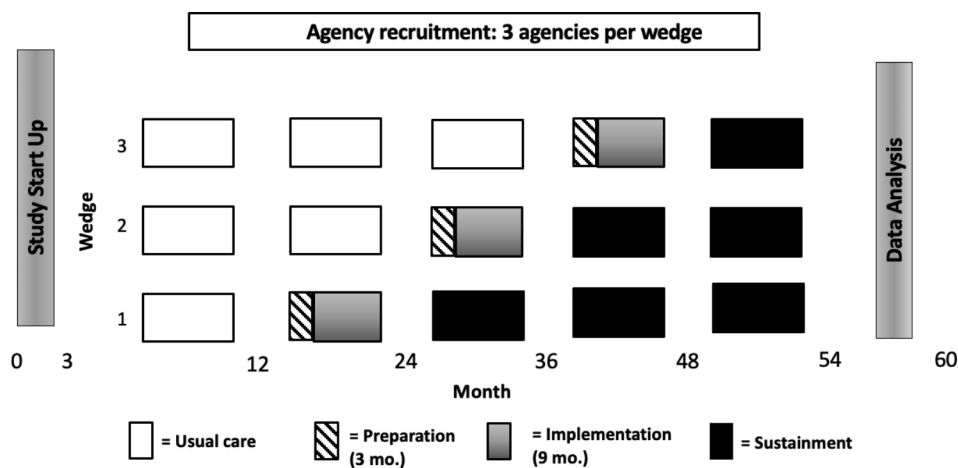 Agency recruitment: 3 agencies per wedge
Study Start Up
Wedge
3
2
1
Data Analysis
0 3 12 24 36 48 54 60
Month
= Usual care
= Preparation
(3 mo.)
= Implementation
(9 mo.)
= Sustainment